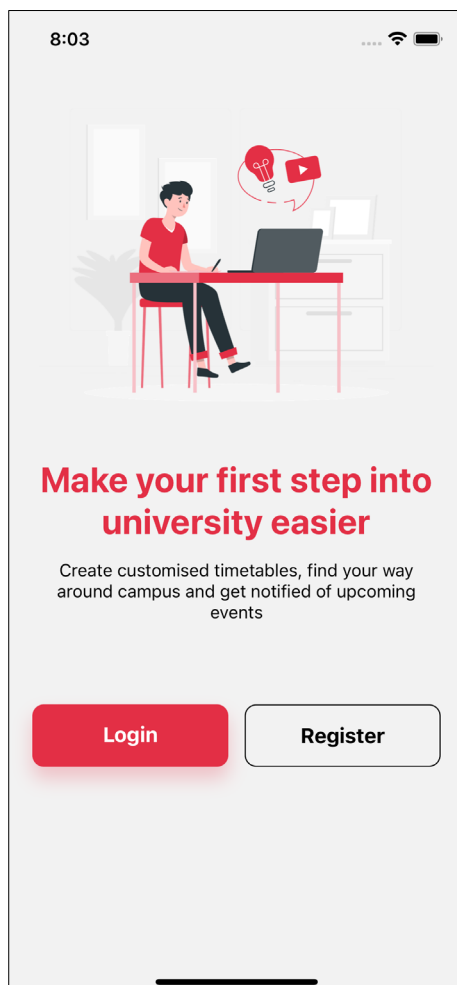 8:03
Make your first step into
university easier
Create customised timetables, find your way
around campus and get notified of upcoming
events
Login
Register